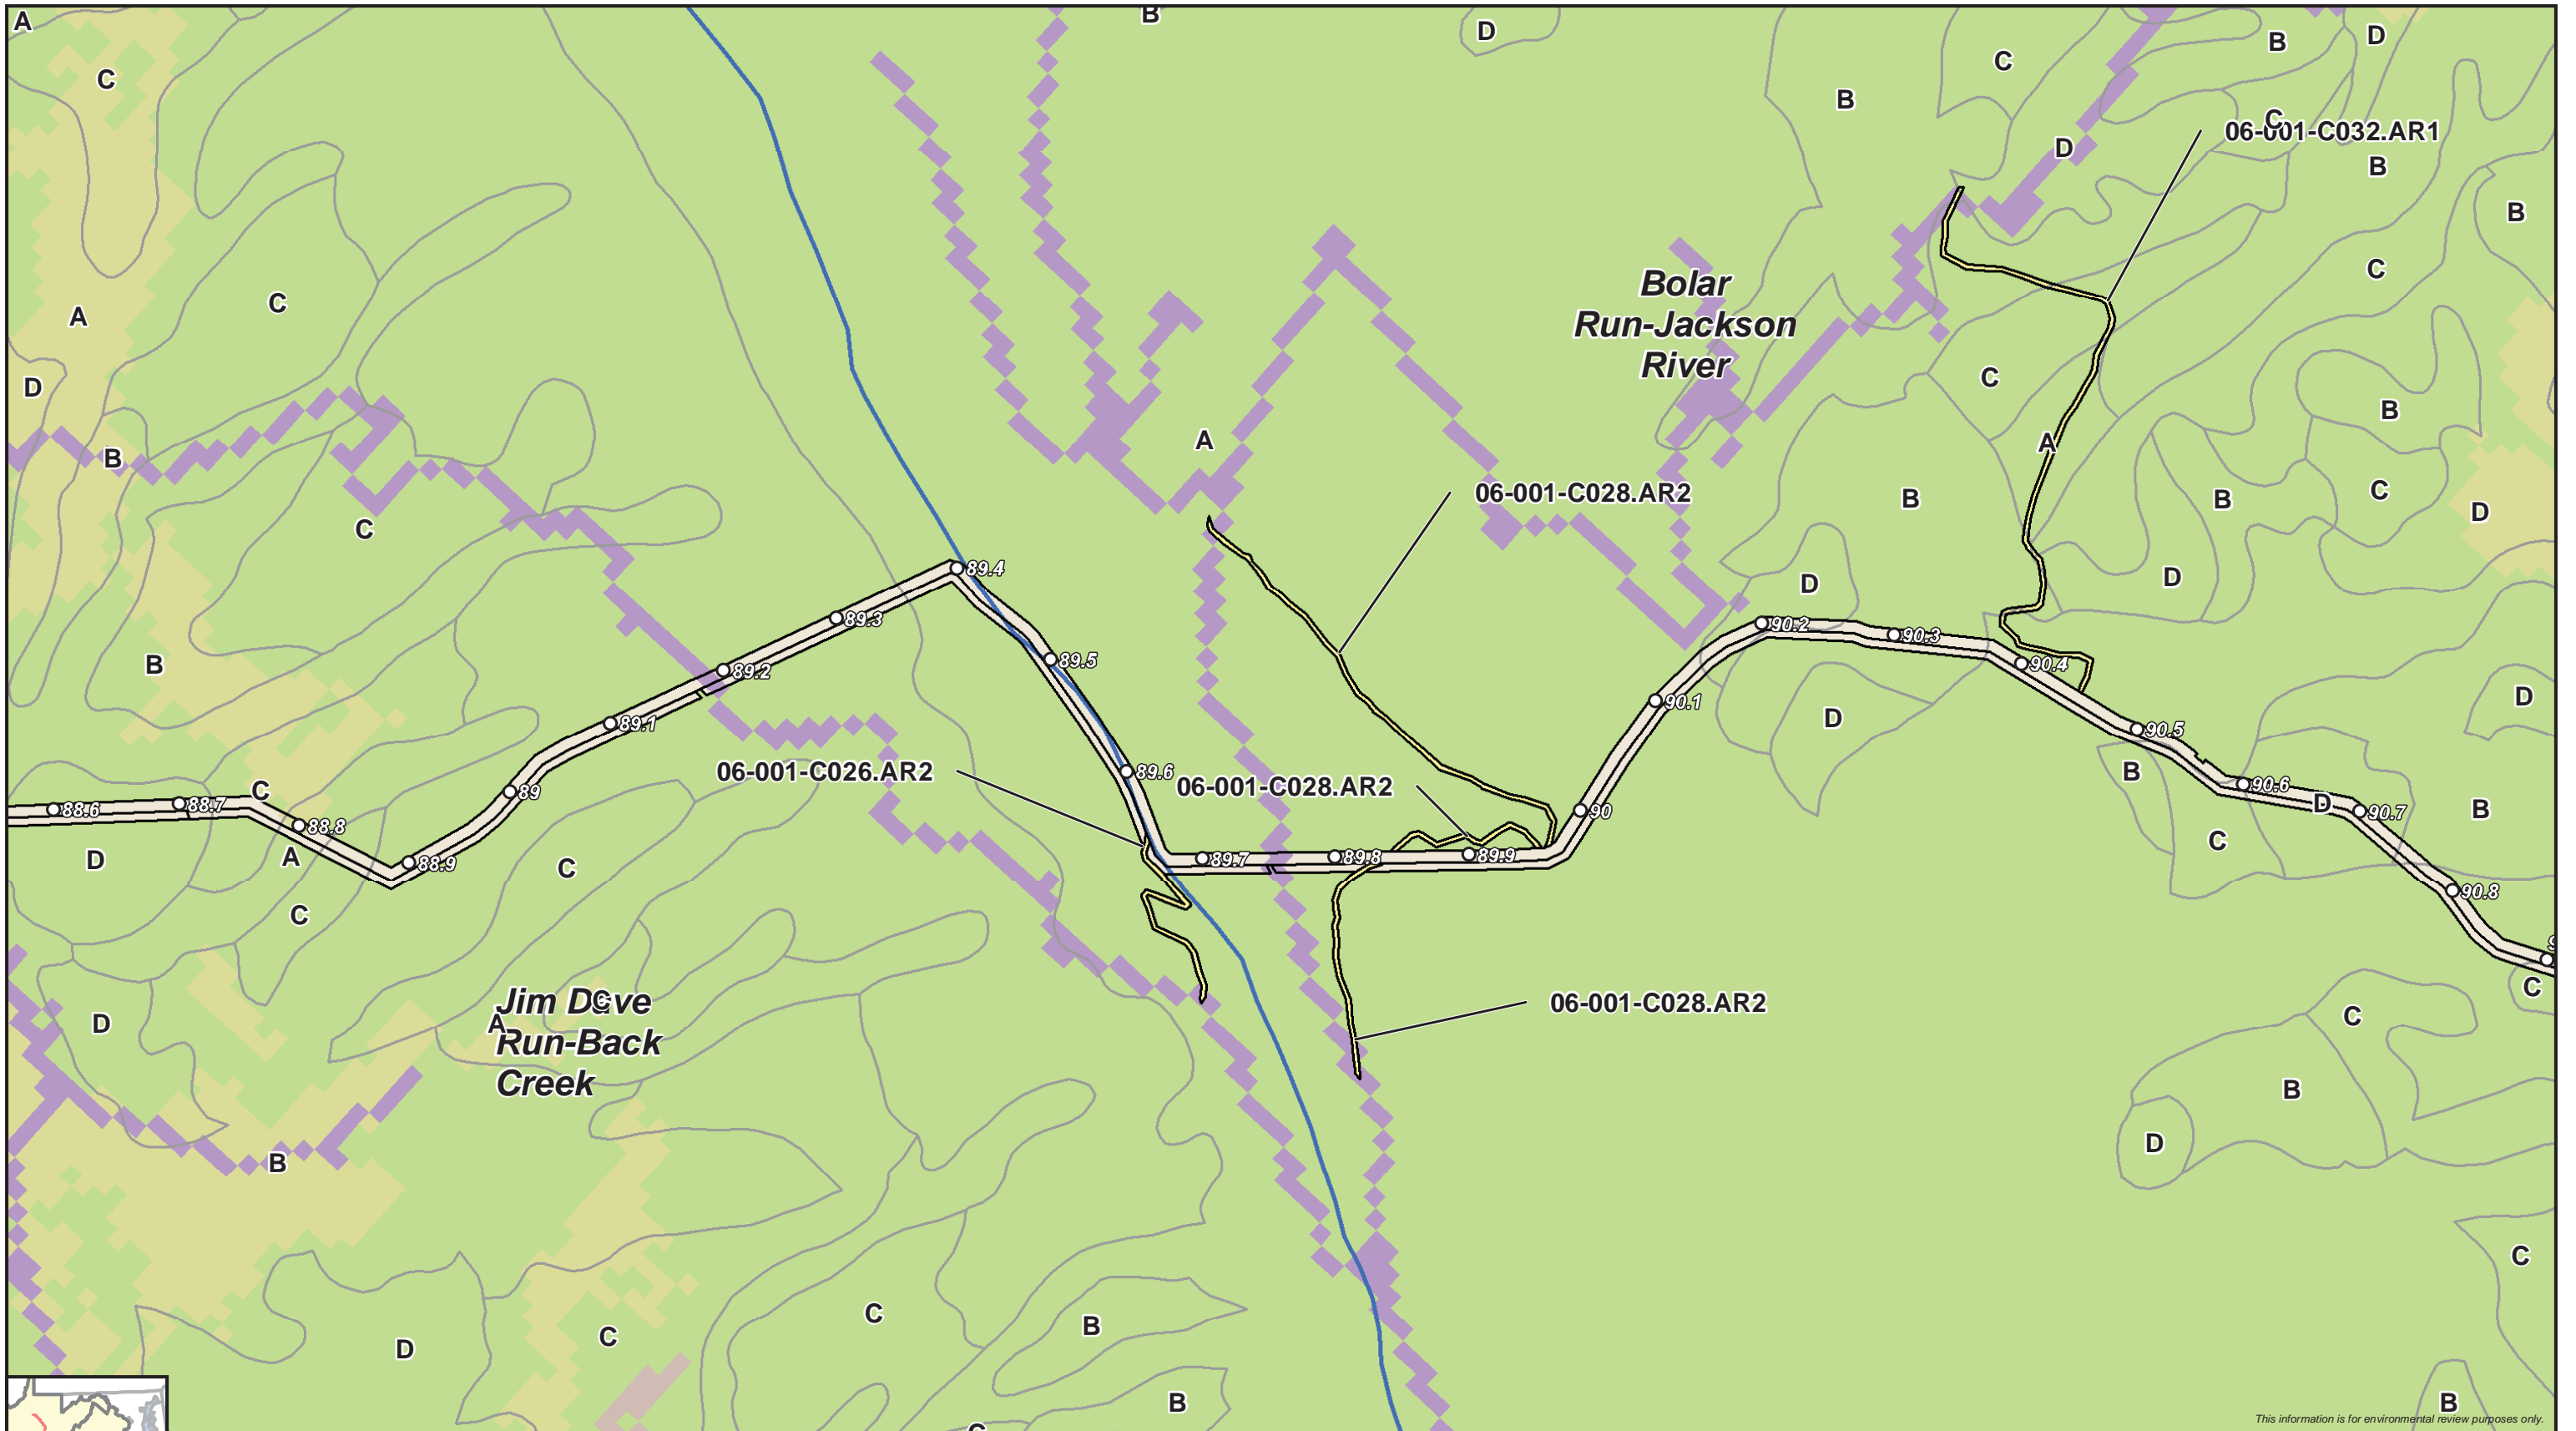 A
B
D
B
D
C
C
B
C
06-001-C032.AR1
D
B
B
C
C
A
Bolar
Run-Jackson
River
C
D
B
A
A
B
06-001-C028.AR2
B
B
C
D
C
89.4
D
D
89.3
90.2
90.3
B
89.5
90.4
89.2
D
90.1
D
89.1
90.5
06-001-C026.AR2
89.6
B
06-001-C028.AR2
90.6
C
89
88.6
88.7
90
D
90.7
B
88.8
C
D
A
88.9
C
89.7
89.8
89.9
90.8
C
C
Jim Dave
C
Run-Back
Creek
A
D
06-001-C028.AR2
C
B
B
D
C
C
B
D
C
B
B
C
This information is for environmental review purposes only.